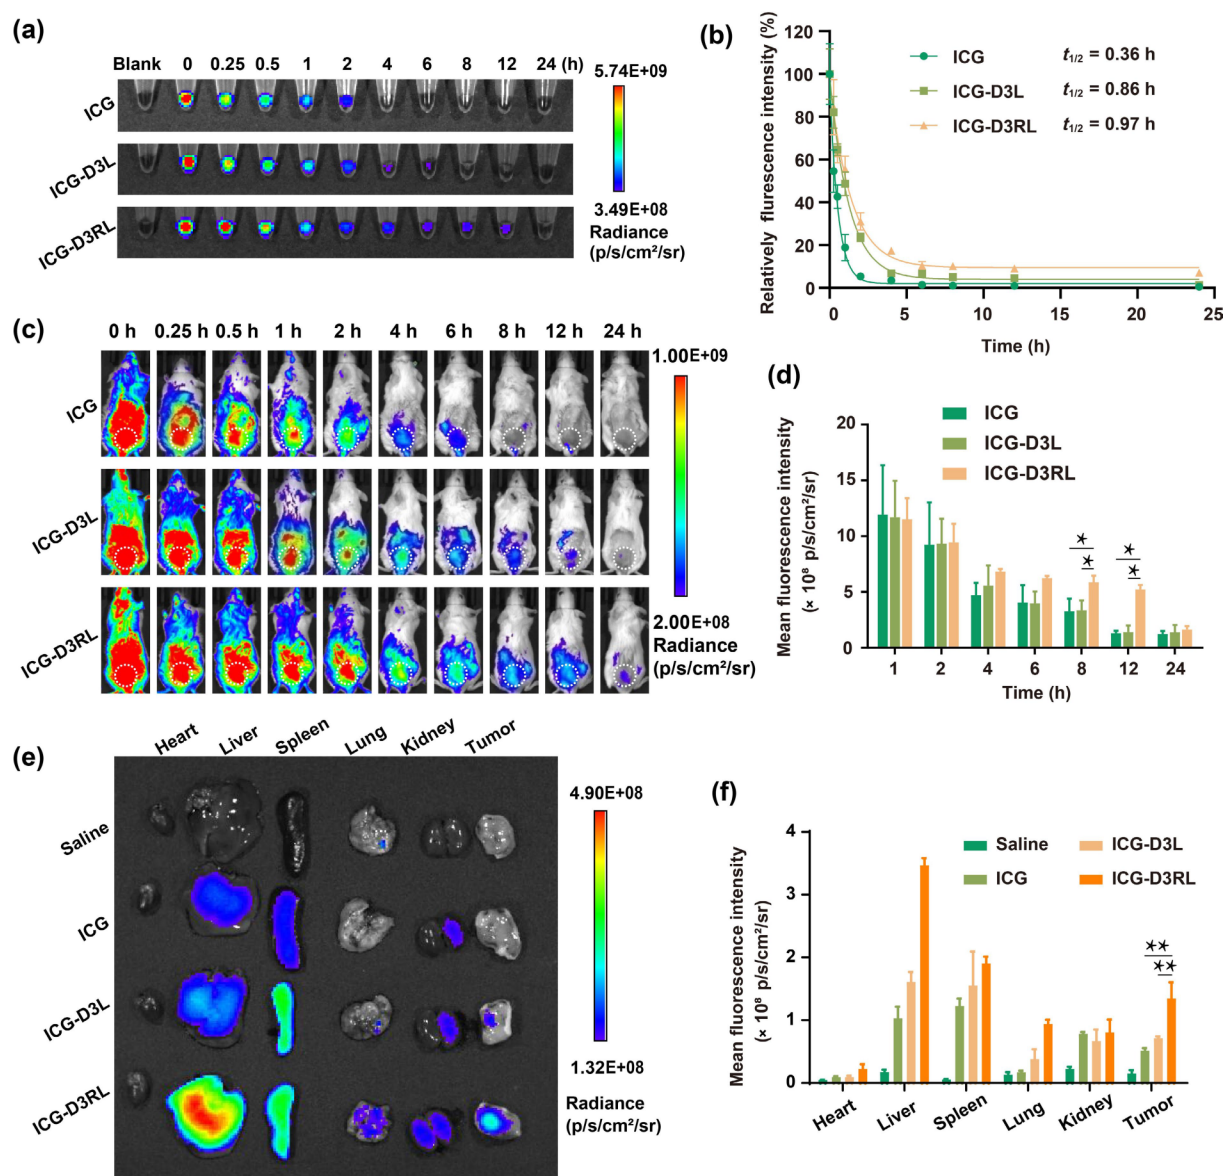 (a)
Blank 0 0.25 0.5 1 2 4 6 8 12 24 (h)
ICG
ICG-D3L
ICG-D3RL
5.74E+09
3.49E+08
Radiance
(p/s/cm²/sr)
(b)
Relatively flurescence intensity (%)
120
100
80
60
40
20
0
0 5 10 15 20 25
Time (h)
ICG t1/2 = 0.36 h
ICG-D3L t1/2 = 0.86 h
ICG-D3RL t1/2 = 0.97 h
(c)
0 h 0.25 h 0.5 h 1 h 2 h 4 h 6 h 8 h 12 h 24 h
ICG
ICG-D3L
ICG-D3RL
1.00E+09
2.00E+08
Radiance
(p/s/cm²/sr)
(d)
ICG
ICG-D3L
ICG-D3RL
Mean fluorescence intensity
(× 10⁸ p/s/cm²/sr)
20
15
10
5
0
1 2 4 6 8 12 24
Time (h)
(e)
Heart Liver Spleen Lung Kidney Tumor
Saline
ICG
ICG-D3L
ICG-D3RL
4.90E+08
1.32E+08
Radiance
(p/s/cm²/sr)
(f)
Mean fluorescence intensity
(× 10⁸ p/s/cm²/sr)
4
3
2
1
0
Saline ICG-D3L
ICG ICG-D3RL
Heart Liver Spleen Lung Kidney Tumor